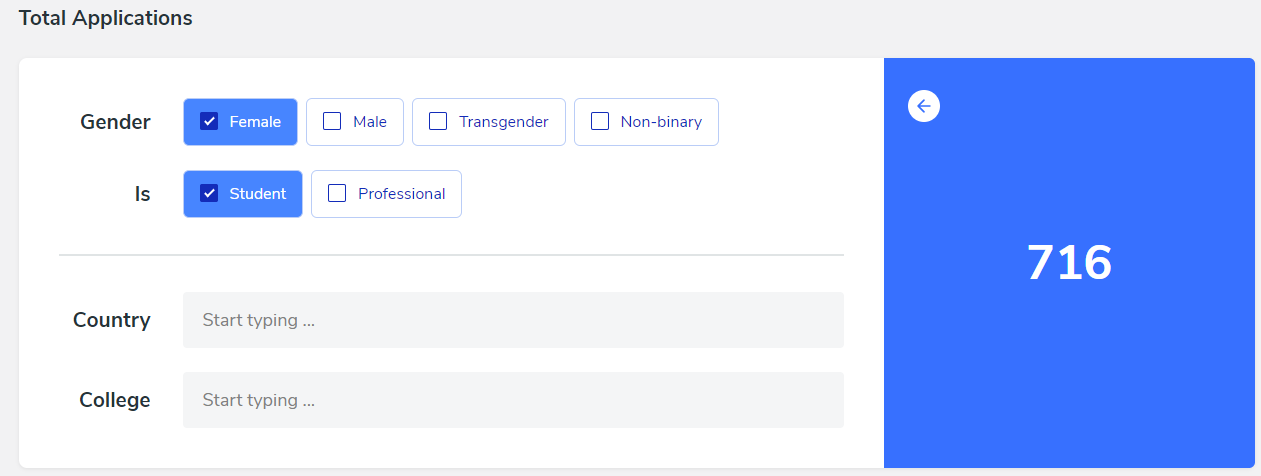 Total Applications
Gender Female Male Transgender Non-binary
Is Student Professional
716
Country Start typing ...
College Start typing ...